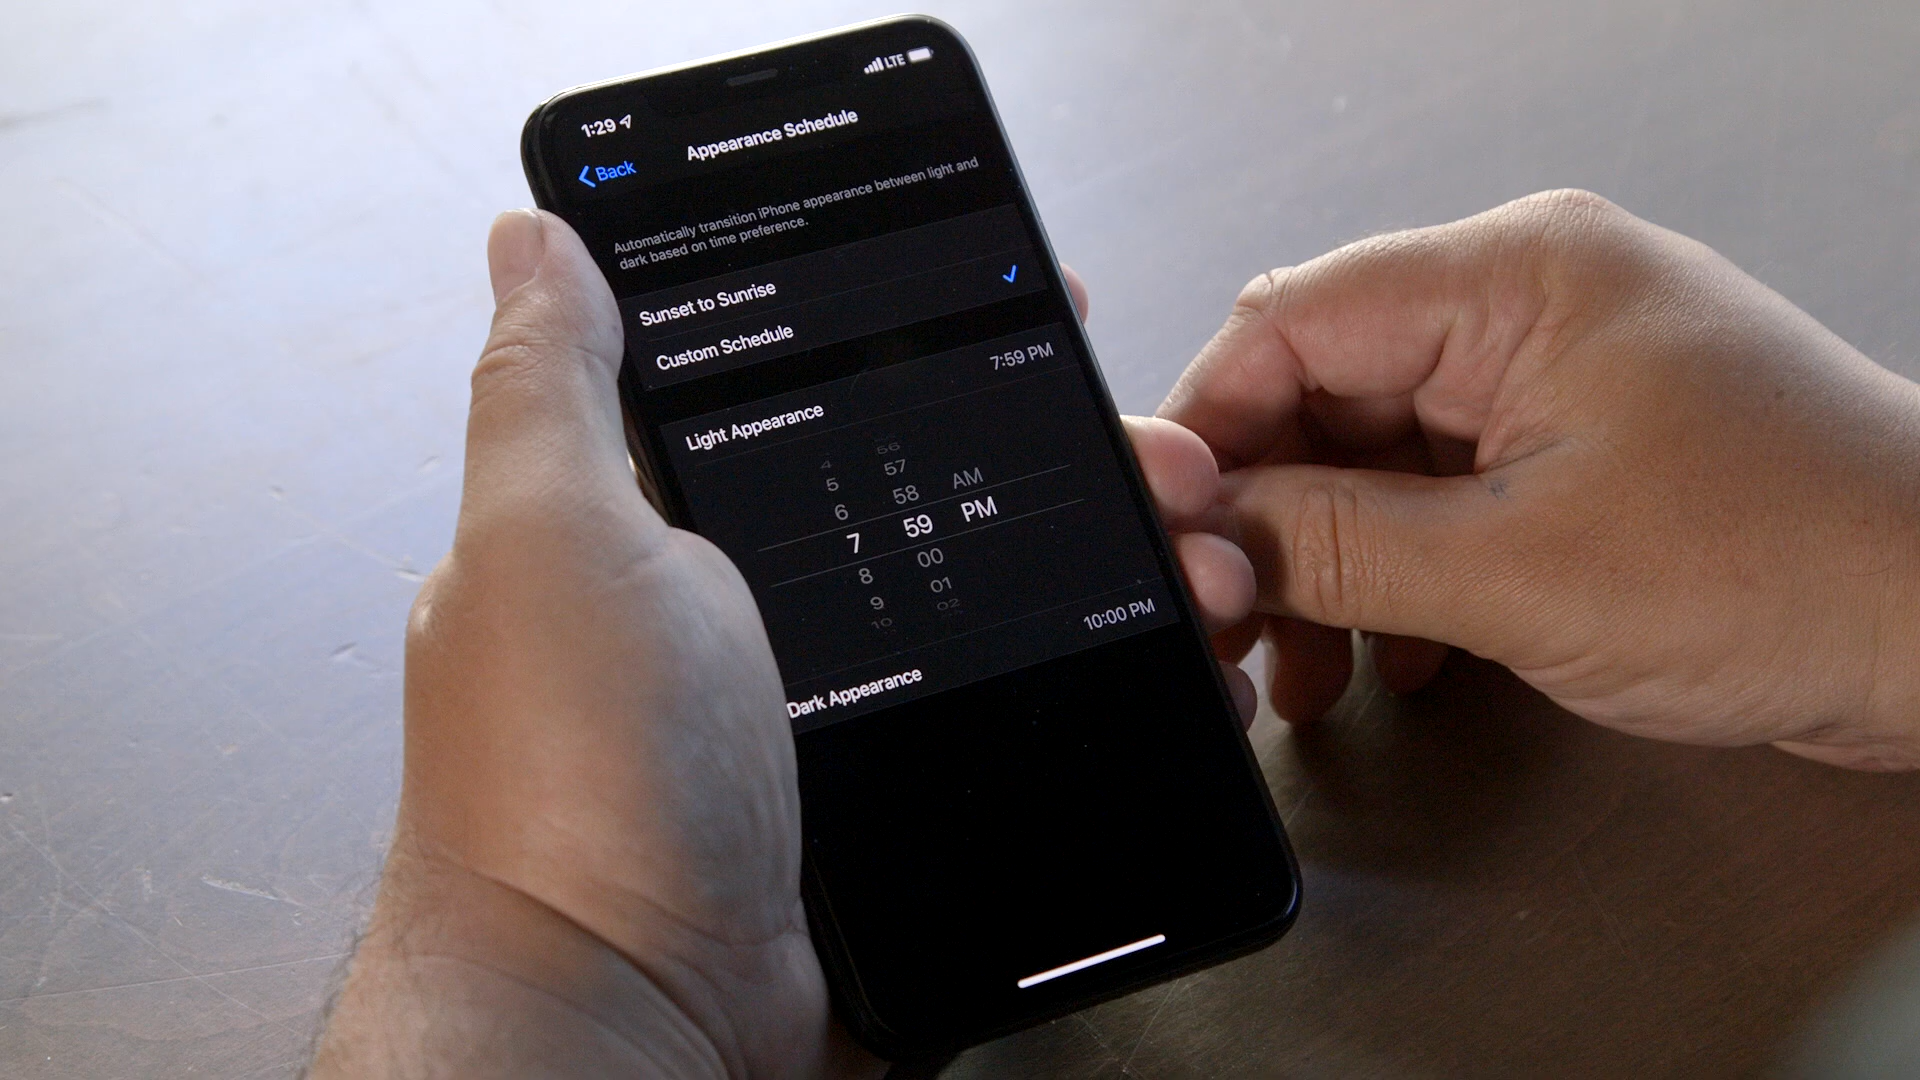 1:29 LTE
Back Appearance Schedule
Automatically transition iPhone appearance between light and
dark based on time preference.
Sunset to Sunrise
Custom Schedule
Light Appearance 7:59 PM
4 56
5 57
6 58 AM
7 59 PM
8 00
9 01
10 02
Dark Appearance 10:00 PM